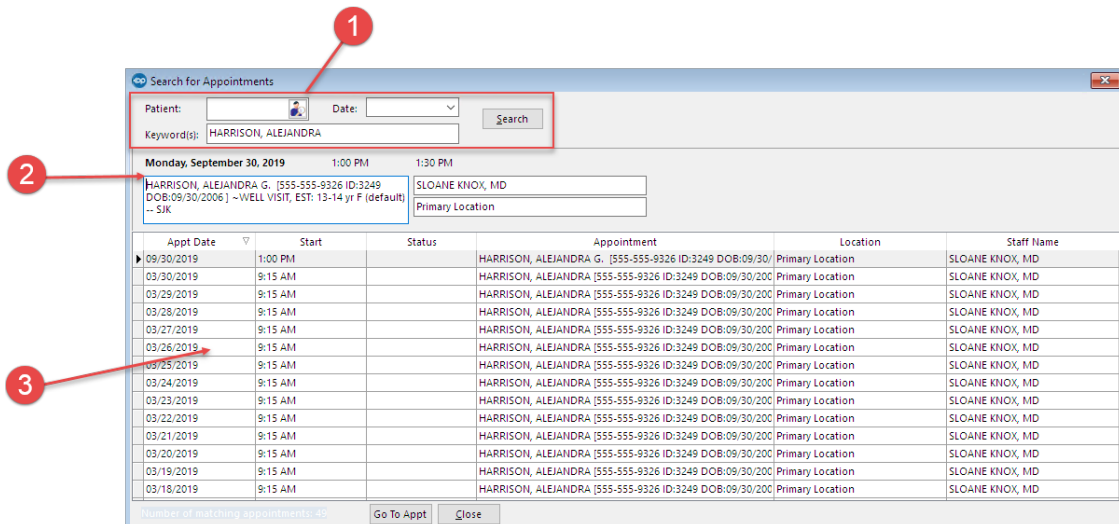 1
Search for Appointments
Patient: Date: Search
Keyword(s): HARRISON, ALEJANDRA
2
Monday, September 30, 2019 1:00 PM 1:30 PM
HARRISON, ALEJANDRA G. [555-555-9326 ID:3249 SLOANE KNOX, MD
DOB:09/30/2006 ] ~WELL VISIT, EST: 13-14 yr F (default)
-- SJK Primary Location
Appt Date Start Status Appointment Location Staff Name
09/30/2019 1:00 PM HARRISON, ALEJANDRA G. [555-555-9326 ID:3249 DOB:09/30/ Primary Location SLOANE KNOX, MD
03/30/2019 9:15 AM HARRISON, ALEJANDRA [555-555-9326 ID:3249 DOB:09/30/200 Primary Location SLOANE KNOX, MD
03/29/2019 9:15 AM HARRISON, ALEJANDRA [555-555-9326 ID:3249 DOB:09/30/200 Primary Location SLOANE KNOX, MD
03/28/2019 9:15 AM HARRISON, ALEJANDRA [555-555-9326 ID:3249 DOB:09/30/200 Primary Location SLOANE KNOX, MD
03/27/2019 9:15 AM HARRISON, ALEJANDRA [555-555-9326 ID:3249 DOB:09/30/200 Primary Location SLOANE KNOX, MD
03/26/2019 9:15 AM HARRISON, ALEJANDRA [555-555-9326 ID:3249 DOB:09/30/200 Primary Location SLOANE KNOX, MD
03/25/2019 9:15 AM HARRISON, ALEJANDRA [555-555-9326 ID:3249 DOB:09/30/200 Primary Location SLOANE KNOX, MD
3
03/24/2019 9:15 AM HARRISON, ALEJANDRA [555-555-9326 ID:3249 DOB:09/30/200 Primary Location SLOANE KNOX, MD
03/23/2019 9:15 AM HARRISON, ALEJANDRA [555-555-9326 ID:3249 DOB:09/30/200 Primary Location SLOANE KNOX, MD
03/22/2019 9:15 AM HARRISON, ALEJANDRA [555-555-9326 ID:3249 DOB:09/30/200 Primary Location SLOANE KNOX, MD
03/21/2019 9:15 AM HARRISON, ALEJANDRA [555-555-9326 ID:3249 DOB:09/30/200 Primary Location SLOANE KNOX, MD
03/20/2019 9:15 AM HARRISON, ALEJANDRA [555-555-9326 ID:3249 DOB:09/30/200 Primary Location SLOANE KNOX, MD
03/19/2019 9:15 AM HARRISON, ALEJANDRA [555-555-9326 ID:3249 DOB:09/30/200 Primary Location SLOANE KNOX, MD
03/18/2019 9:15 AM HARRISON, ALEJANDRA [555-555-9326 ID:3249 DOB:09/30/200 Primary Location SLOANE KNOX, MD
Number of matching appointments: 49 Go To Appt Close